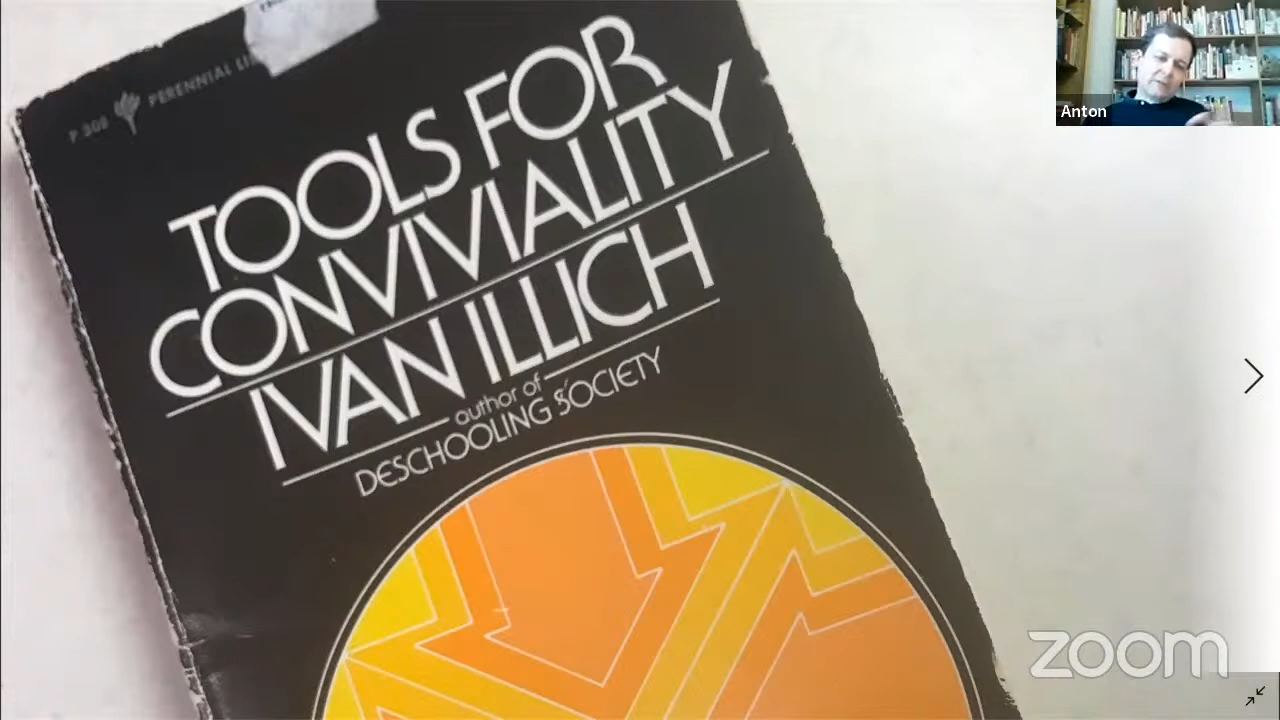 P 308 PERENNIAL
TOOLS FOR
CONVIVIALITY
IVAN ILLICH
author of
DESCHOOLING SOCIETY
Anton
zoom